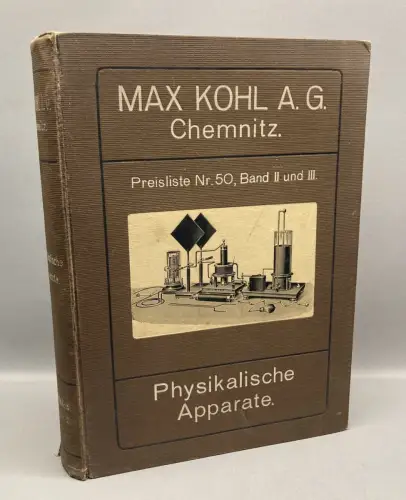 MAX KOHL A. G.
Chemnitz.
Preisliste Nr. 50, Band II und III.
Physikalische
Apparate.